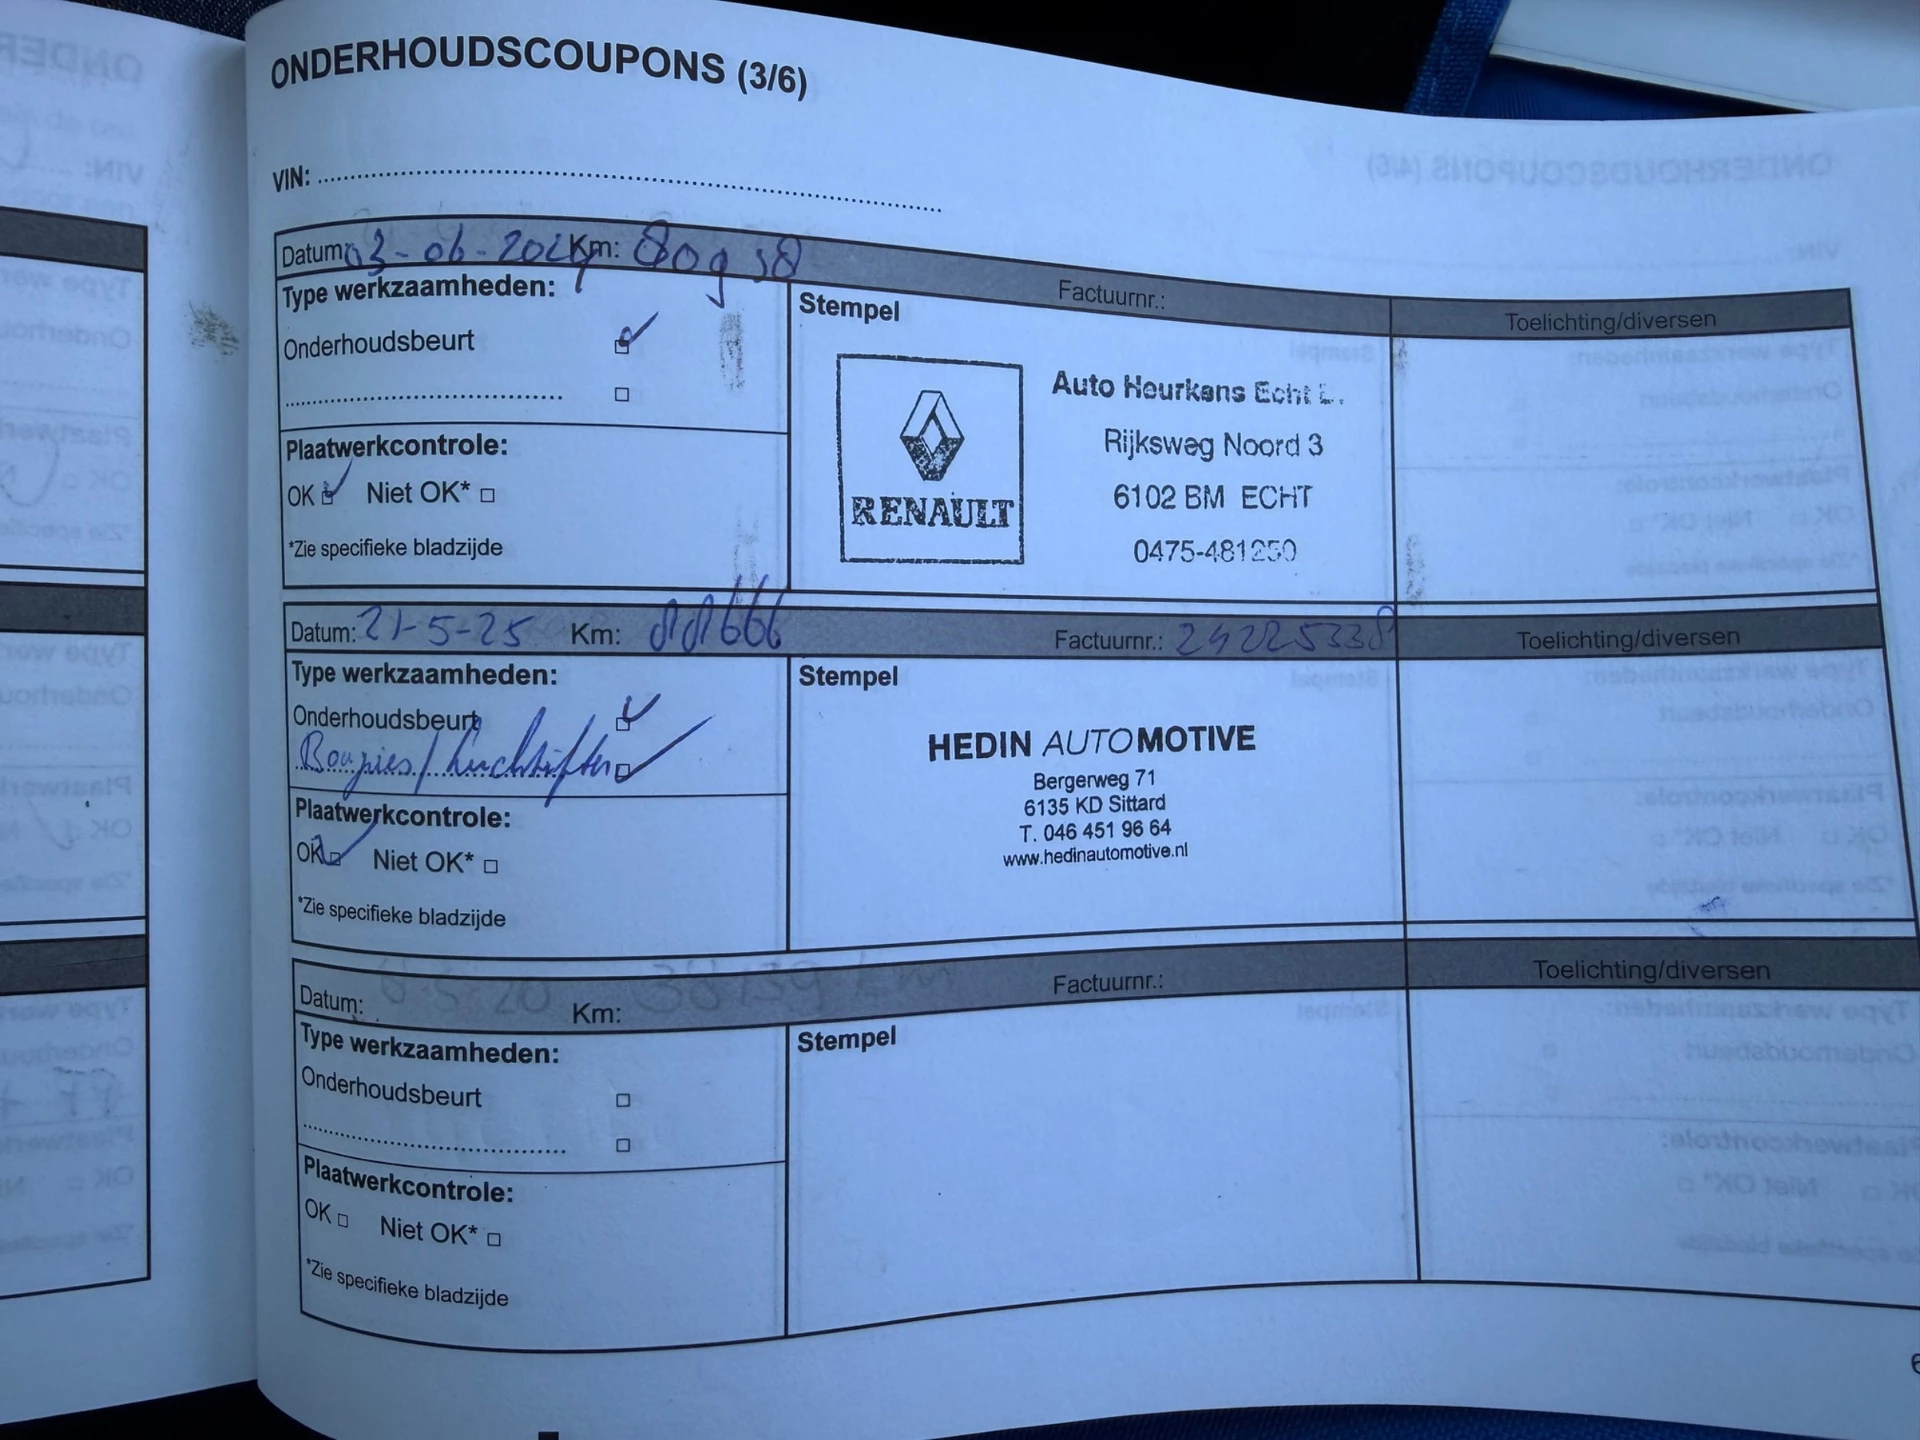 ONDERHOUDSCOUPONS (3/6)
VIN:
Datum: 03-06-2024 Km: 80958
Factuurnr.:
Toelichting/diversen
Type werkzaamheden:
Onderhoudsbeurt
Plaatwerkcontrole:
OK Niet OK*
*Zie specifieke bladzijde
Stempel
RENAULT
Auto Heurkens Echt
Rijksweg Noord 3
6102 BM ECHT
0475-481250
Datum: 21-5-25 Km: 88666
Factuurnr.: 24225338
Toelichting/diversen
Type werkzaamheden:
Onderhoudsbeurt
Bougies/
Plaatwerkcontrole:
OK Niet OK*
*Zie specifieke bladzijde
Stempel
HEDIN AUTOMOTIVE
Bergerweg 71
6135 KD Sittard
T. 046 451 96 64
www.hedinautomotive.nl
Datum: Km:
Factuurnr.:
Toelichting/diversen
Type werkzaamheden:
Onderhoudsbeurt
Plaatwerkcontrole:
OK Niet OK*
*Zie specifieke bladzijde
Stempel